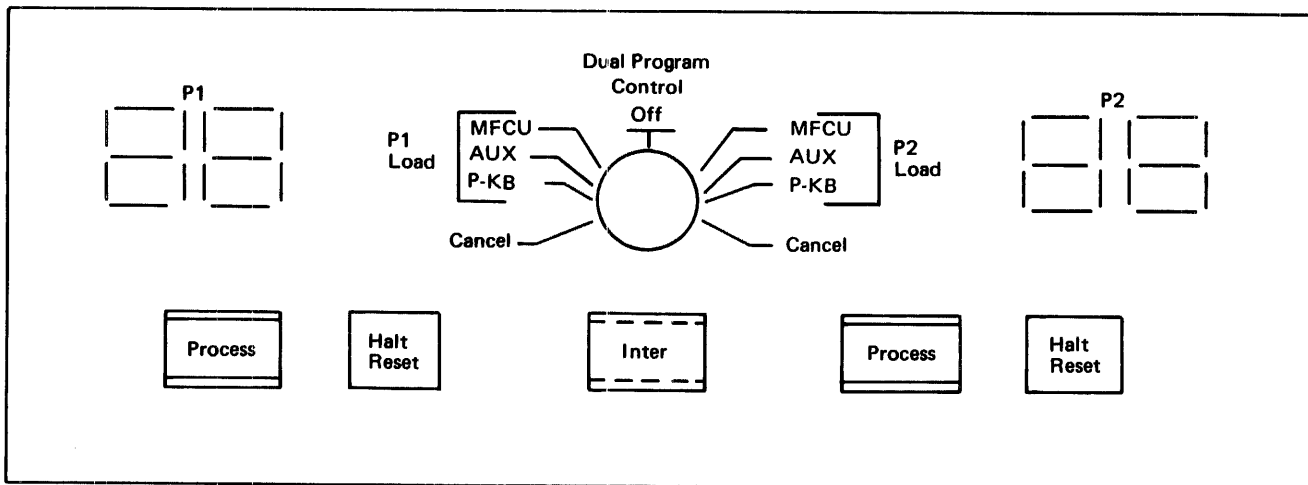 Dual Program
Control
Off
P1
P1
Load
MFCU
AUX
P-KB
Cancel
MFCU
AUX
P-KB
Cancel
P2
Load
P2
Process
Halt
Reset
Inter
Process
Halt
Reset